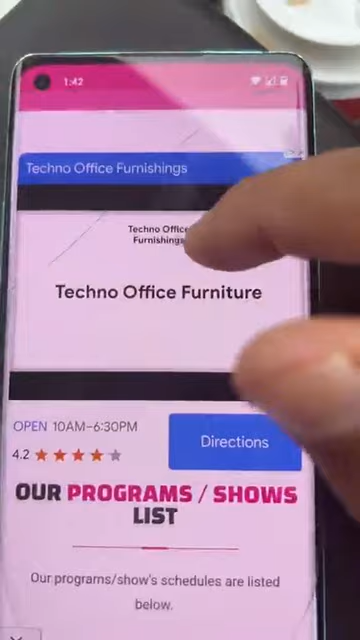 1:42
Techno Office Furnishings
Techno Office
Furnishings
Techno Office Furniture
OPEN 10AM–6:30PM
Directions
4.2
OUR PROGRAMS / SHOWS
LIST
Our programs/show's schedules are listed
below.